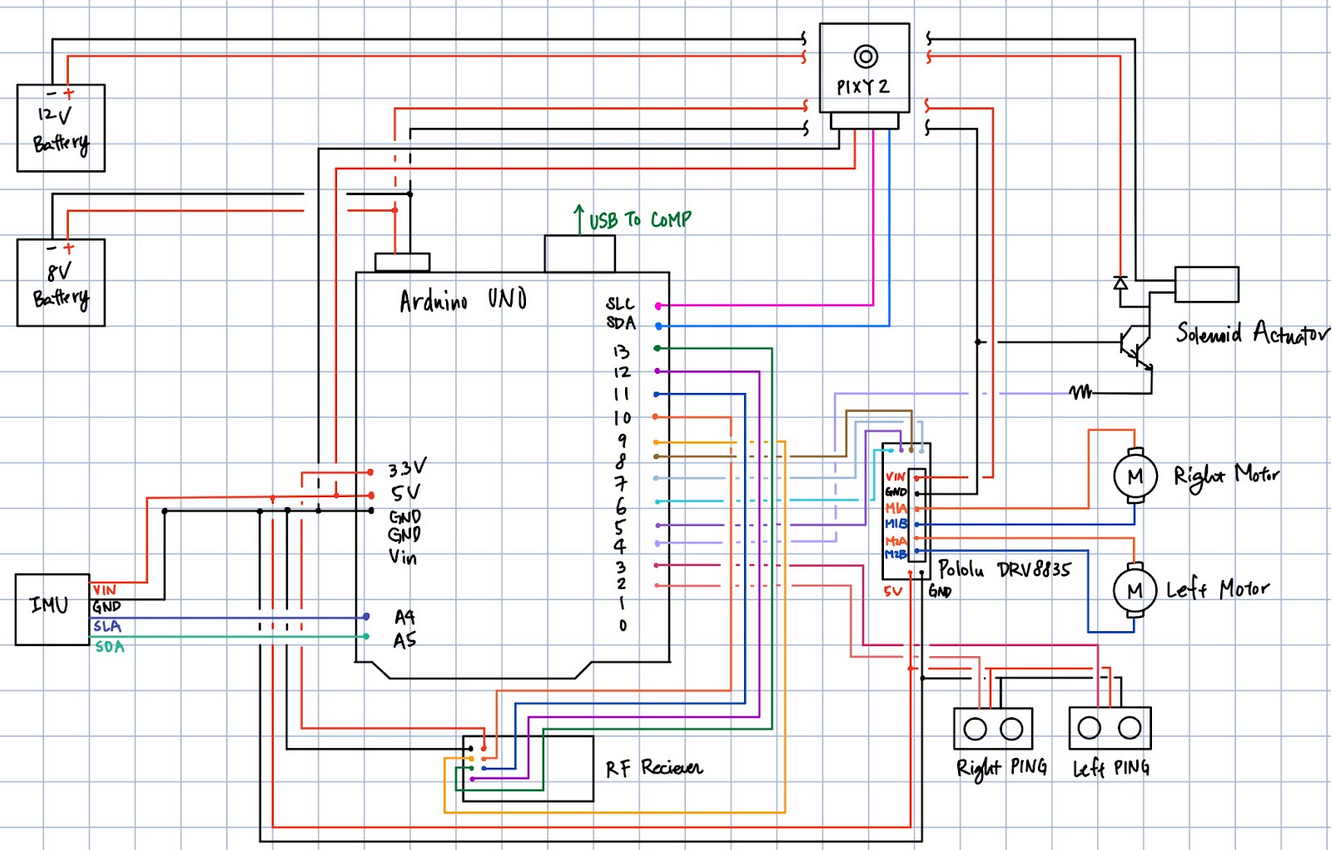 PIXY 2
- +
12V
Battery
USB TO COMP
- +
8V
Battery
Arduino UNO
SLC
SDA
13
12
11
10
9
8
7
6
5
4
3
2
1
0
3.3V
5V
GND
GND
Vin
A4
A5
Solenoid Actuator
VIN
GND
M1A
M1B
M2A
M2B
5V
GND
Pololu DRV8835
M
Right Motor
M
Left Motor
IMU
VIN
GND
SLA
SDA
RF Reciever
Right PING
Left PING